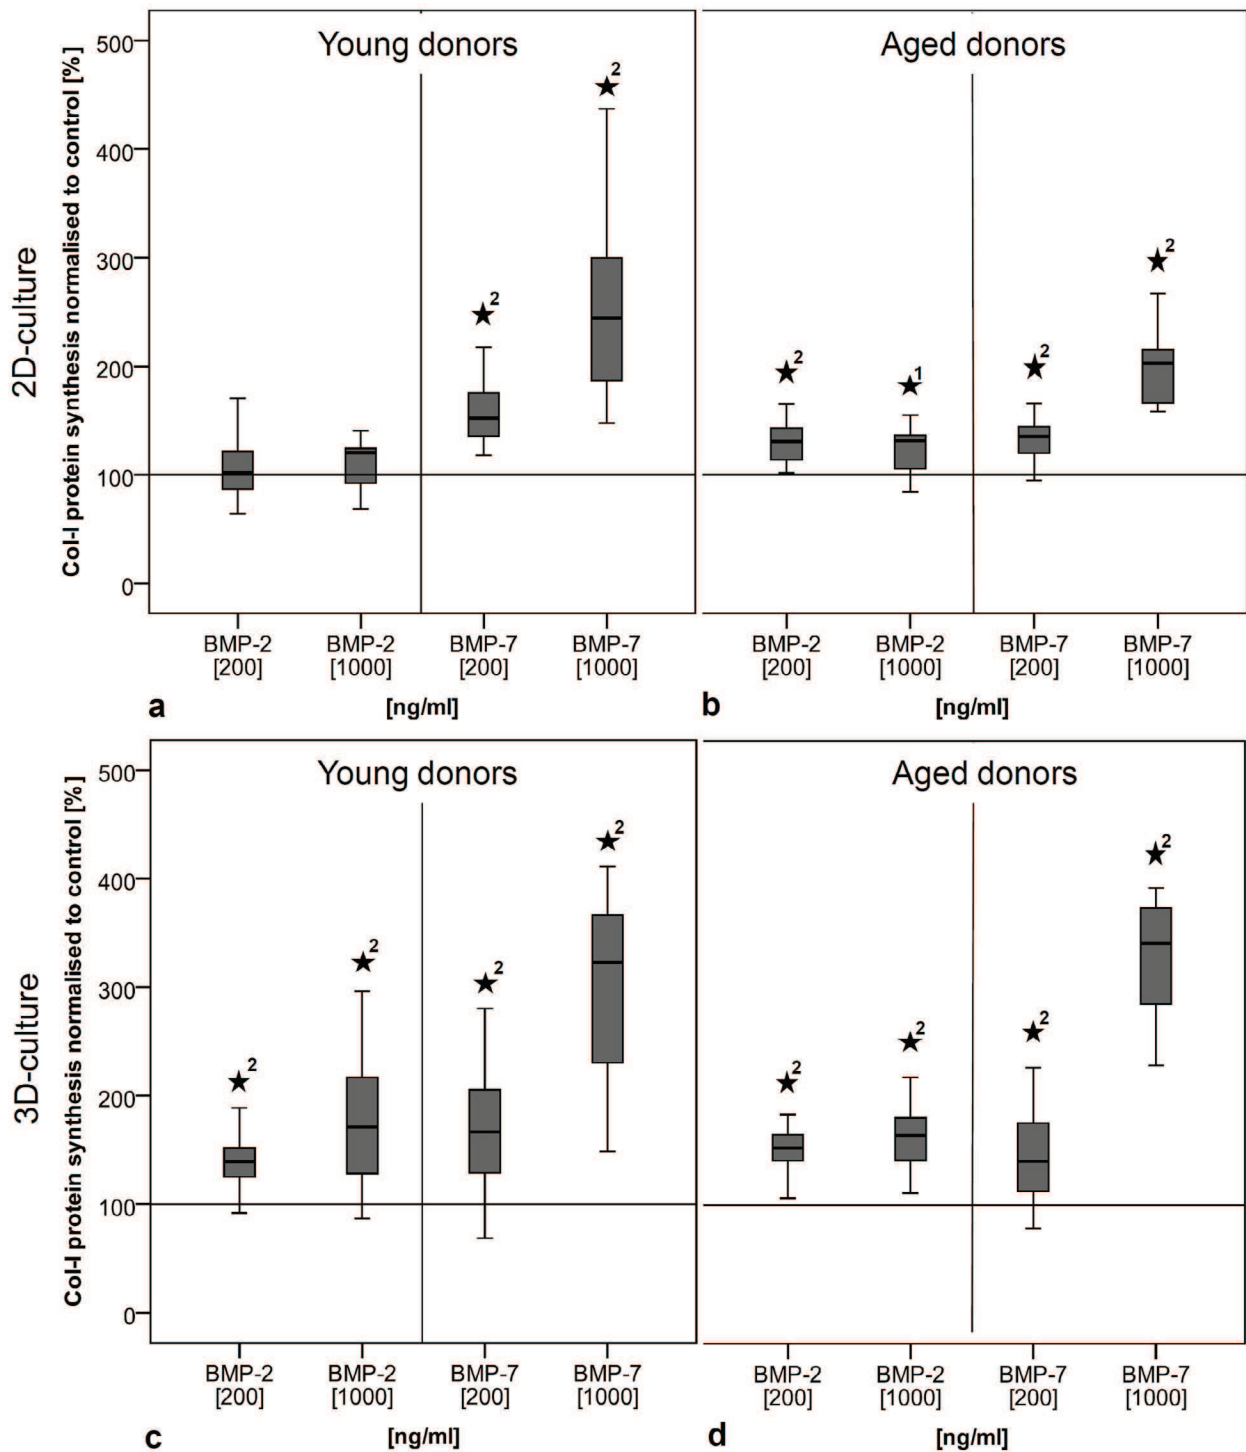 Young donors
Aged donors
2D-culture
Col-I protein synthesis normalised to control [%]
500
400
300
200
100
0
2
2
2
1
2
2
BMP-2 BMP-2 BMP-7 BMP-7
[200] [1000] [200] [1000]
a [ng/ml]
BMP-2 BMP-2 BMP-7 BMP-7
[200] [1000] [200] [1000]
b [ng/ml]
Young donors
Aged donors
3D-culture
Col-I protein synthesis normalised to control [%]
500
400
300
200
100
0
2
2
2
2
2
2
2
2
BMP-2 BMP-2 BMP-7 BMP-7
[200] [1000] [200] [1000]
c [ng/ml]
BMP-2 BMP-2 BMP-7 BMP-7
[200] [1000] [200] [1000]
d [ng/ml]